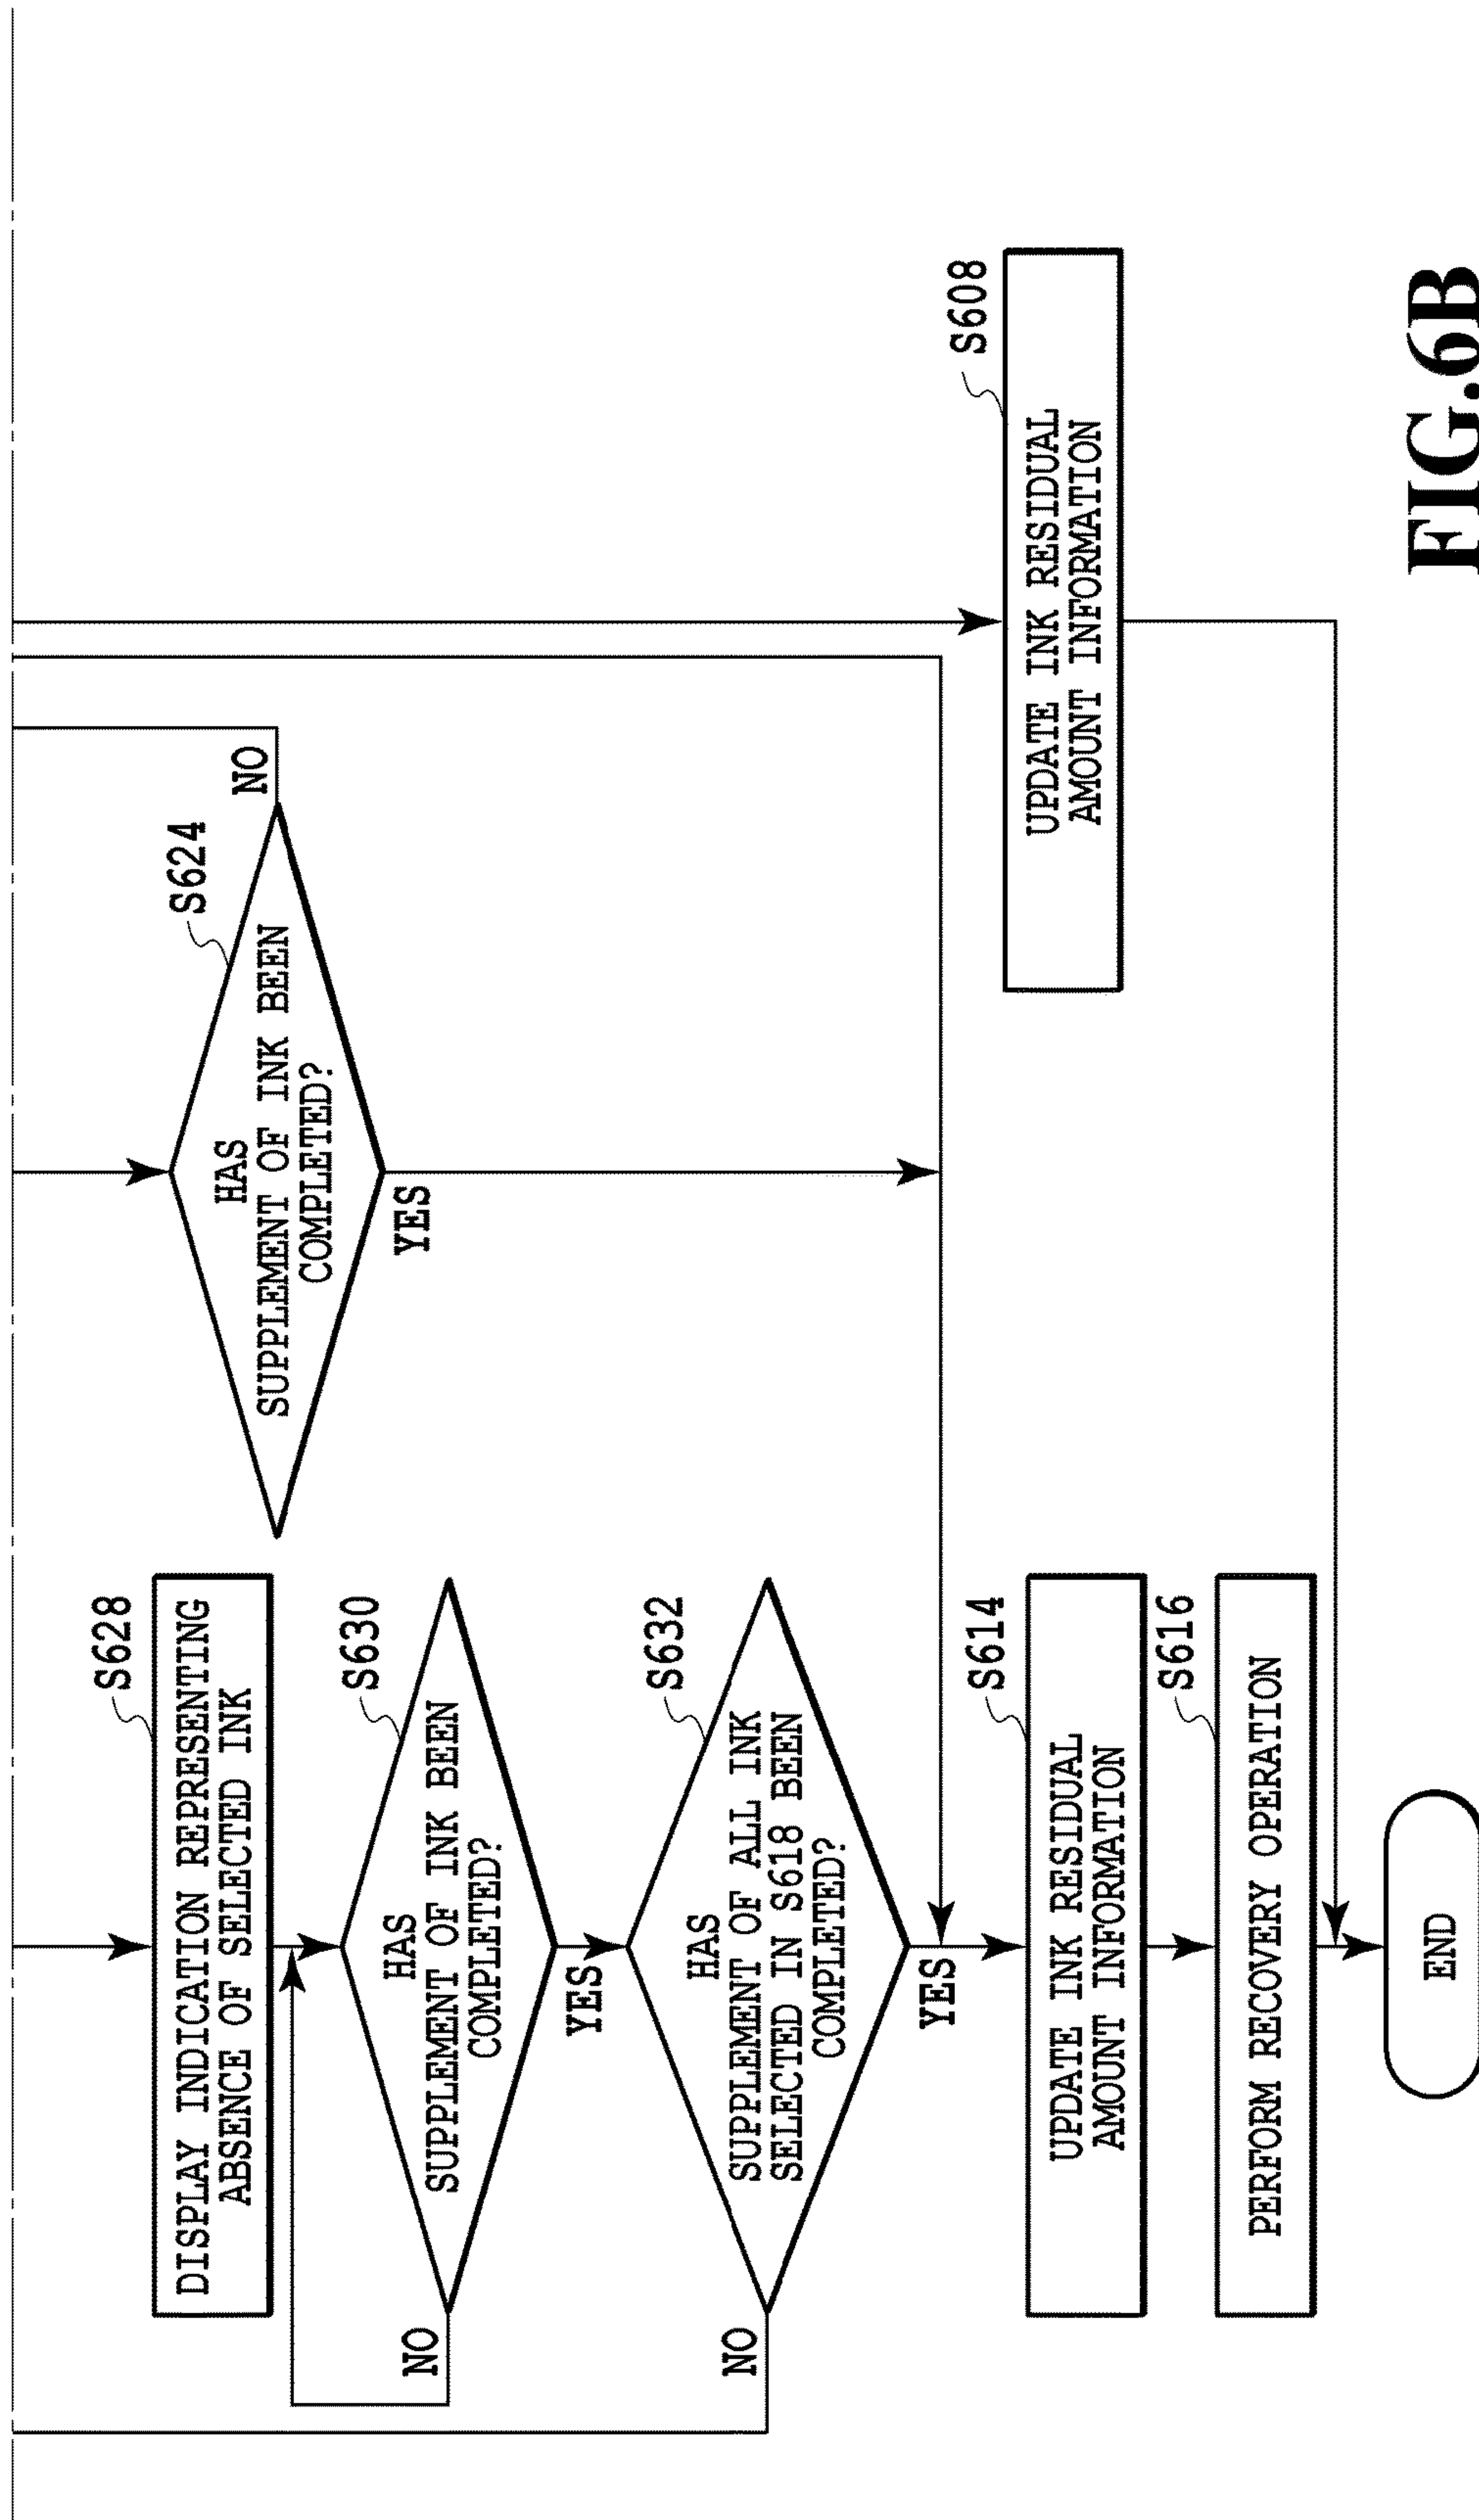 S628
DISPLAY INDICATION REPRESENTING
ABSENCE OF SELECTED INK
S630
HAS
SUPPLEMENT OF INK BEEN
COMPLETED?
NO
YES
S632
HAS
SUPPLEMENT OF ALL INK
SELECTED IN S618 BEEN
COMPLETED?
NO
YES
S614
UPDATE INK RESIDUAL
AMOUNT INFORMATION
S616
PERFORM RECOVERY OPERATION
END
S624
HAS
SUPPLEMENT OF INK BEEN
COMPLETED?
NO
YES
S608
UPDATE INK RESIDUAL
AMOUNT INFORMATION
FIG.6B